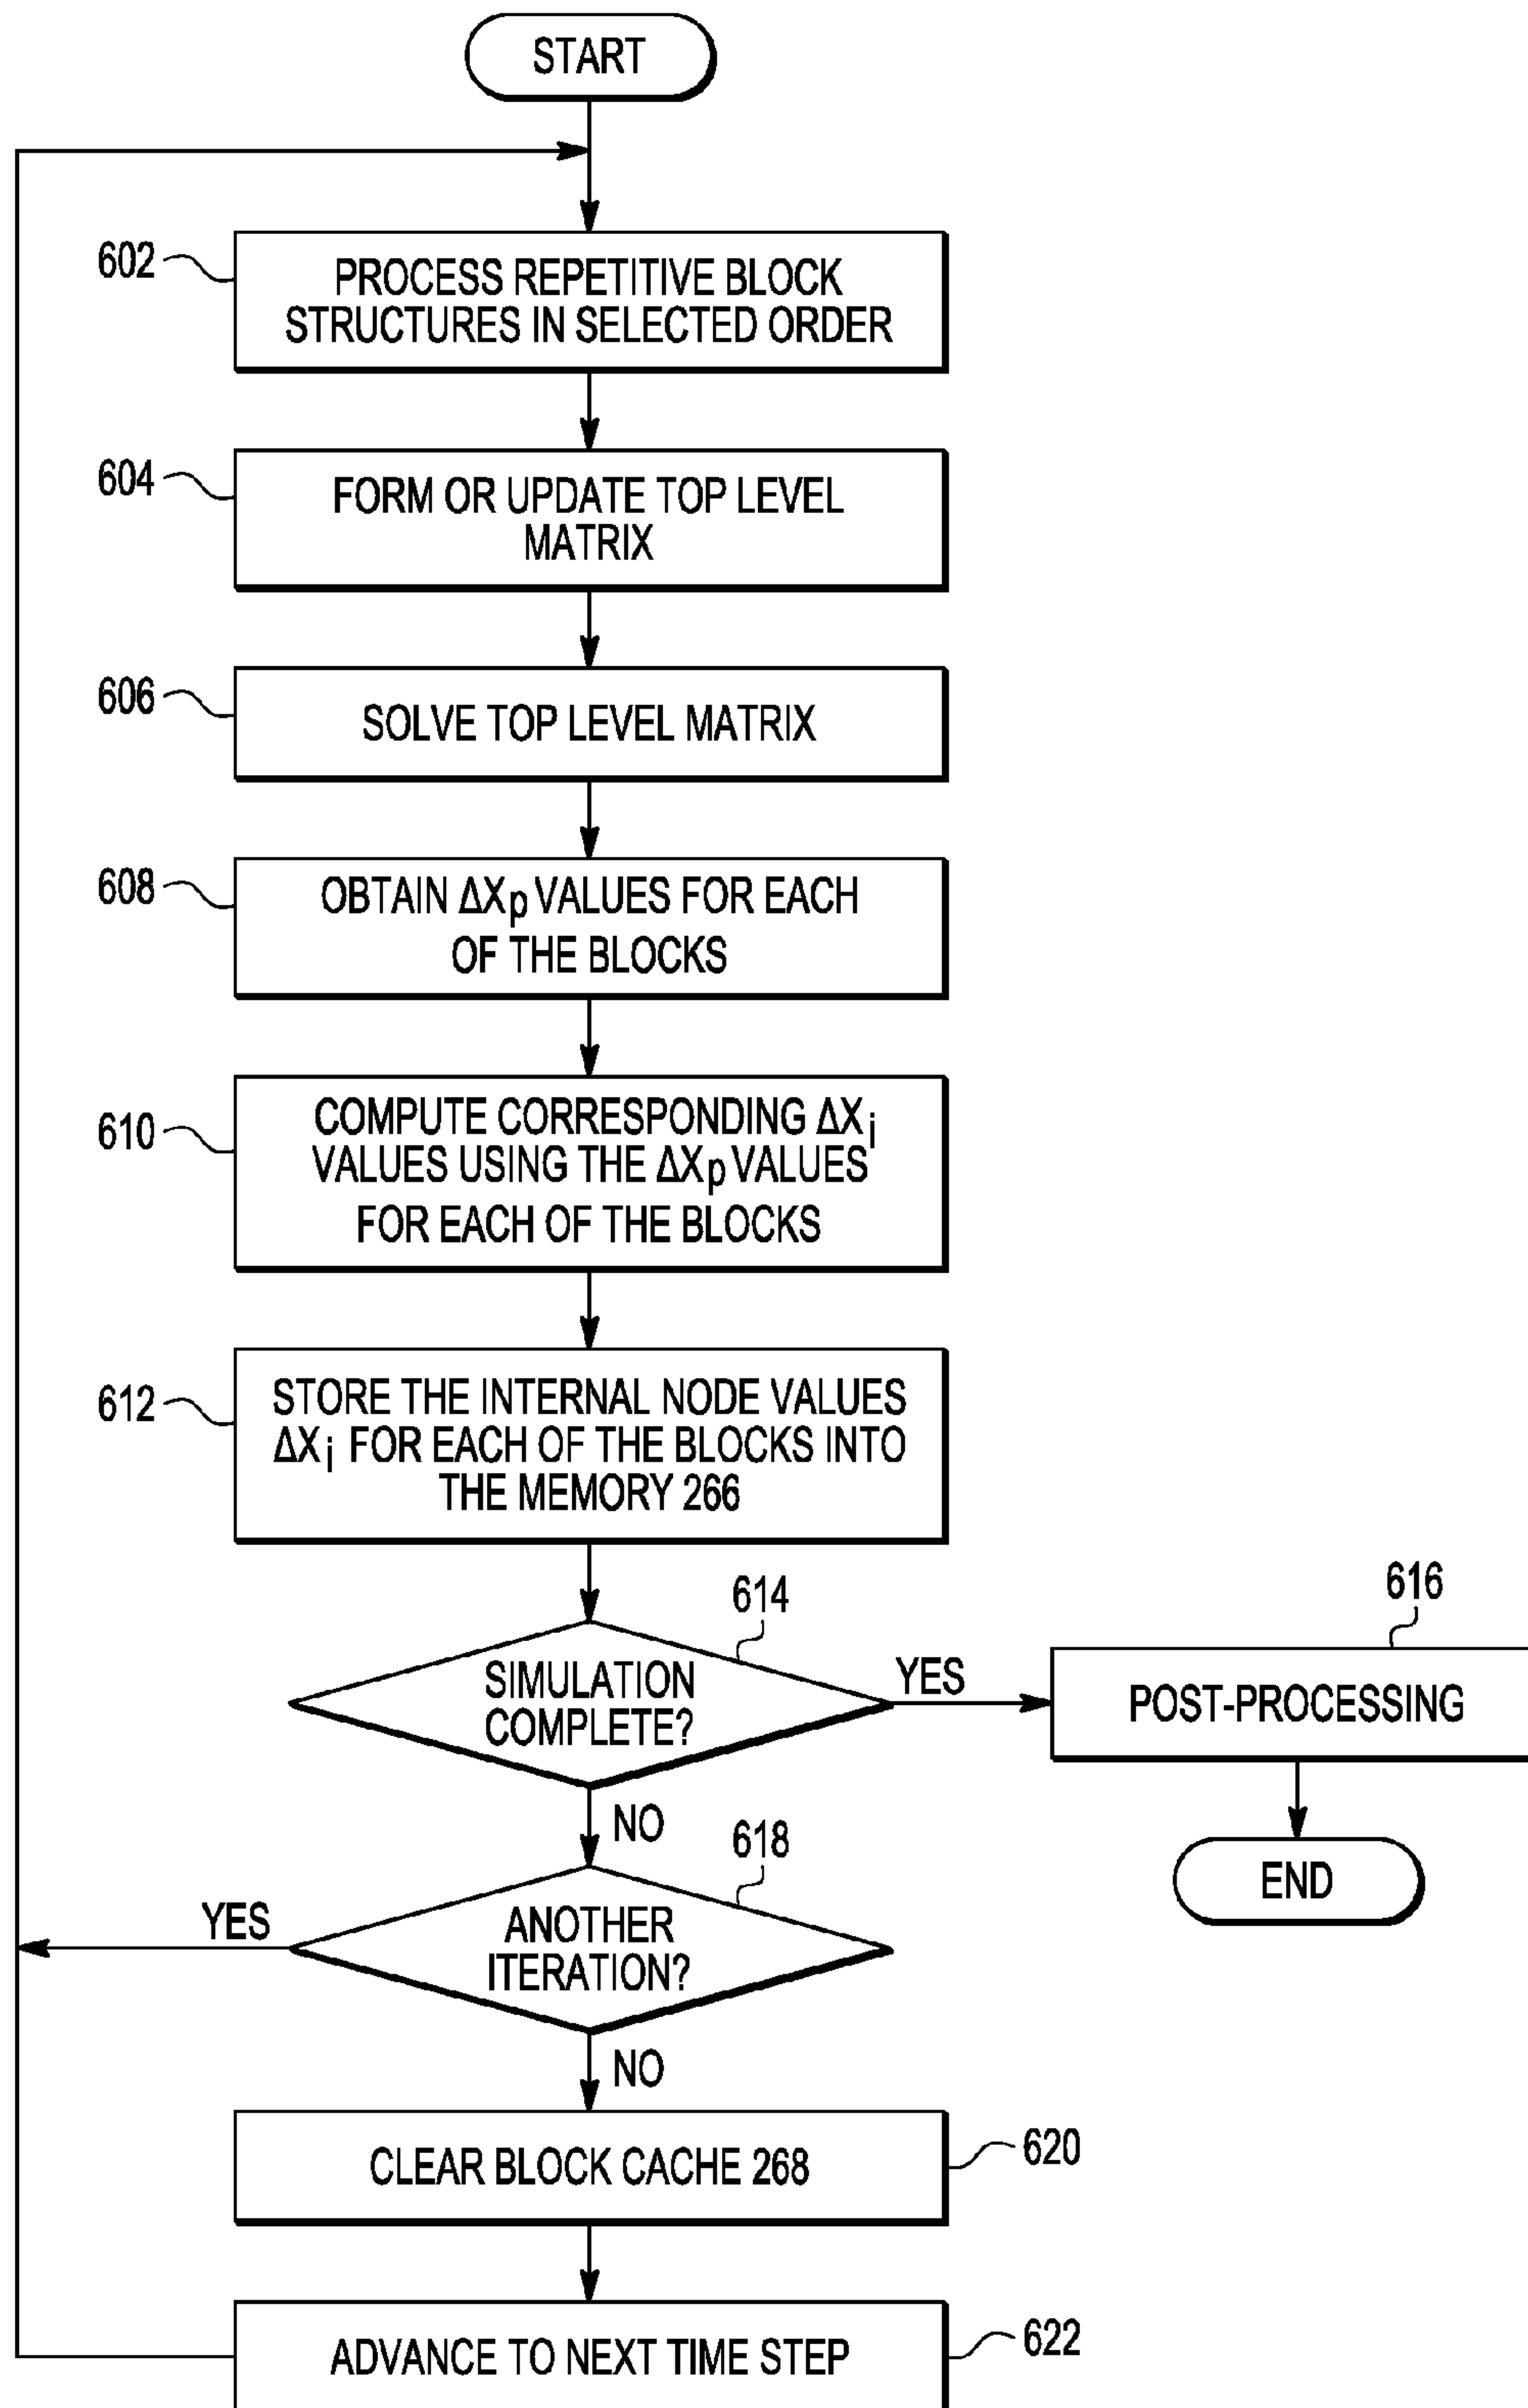 START
602
PROCESS REPETITIVE BLOCK
STRUCTURES IN SELECTED ORDER
604
FORM OR UPDATE TOP LEVEL
MATRIX
606
SOLVE TOP LEVEL MATRIX
608
OBTAIN ΔXp VALUES FOR EACH
OF THE BLOCKS
610
COMPUTE CORRESPONDING ΔXi
VALUES USING THE ΔXp VALUES
FOR EACH OF THE BLOCKS
612
STORE THE INTERNAL NODE VALUES
ΔXi FOR EACH OF THE BLOCKS INTO
THE MEMORY 266
614
SIMULATION
COMPLETE?
YES
616
POST-PROCESSING
END
NO
618
ANOTHER
ITERATION?
YES
NO
CLEAR BLOCK CACHE 268
620
ADVANCE TO NEXT TIME STEP
622